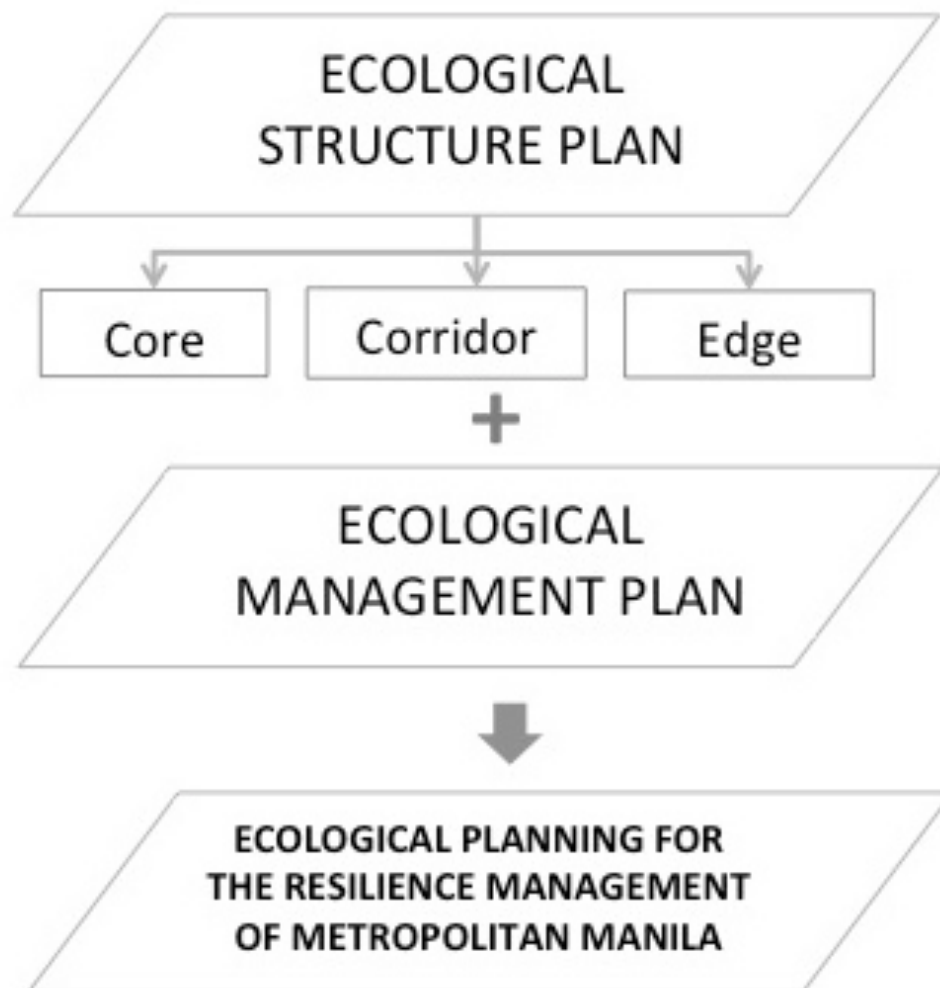 ECOLOGICAL
STRUCTURE PLAN
Core
Corridor
Edge
+
ECOLOGICAL
MANAGEMENT PLAN
ECOLOGICAL PLANNING FOR
THE RESILIENCE MANAGEMENT
OF METROPOLITAN MANILA